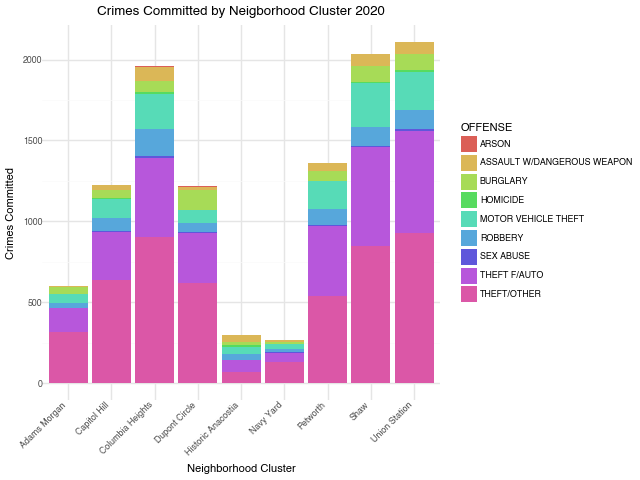 Crimes Committed by Neigborhood Cluster 2020
Crimes Committed
2000
1500
1000
500
0
Adams Morgan
Capitol Hill
Columbia Heights
Dupont Circle
Historic Anacostia
Navy Yard
Petworth
Shaw
Union Station
Neighborhood Cluster
OFFENSE
ARSON
ASSAULT W/DANGEROUS WEAPON
BURGLARY
HOMICIDE
MOTOR VEHICLE THEFT
ROBBERY
SEX ABUSE
THEFT F/AUTO
THEFT/OTHER